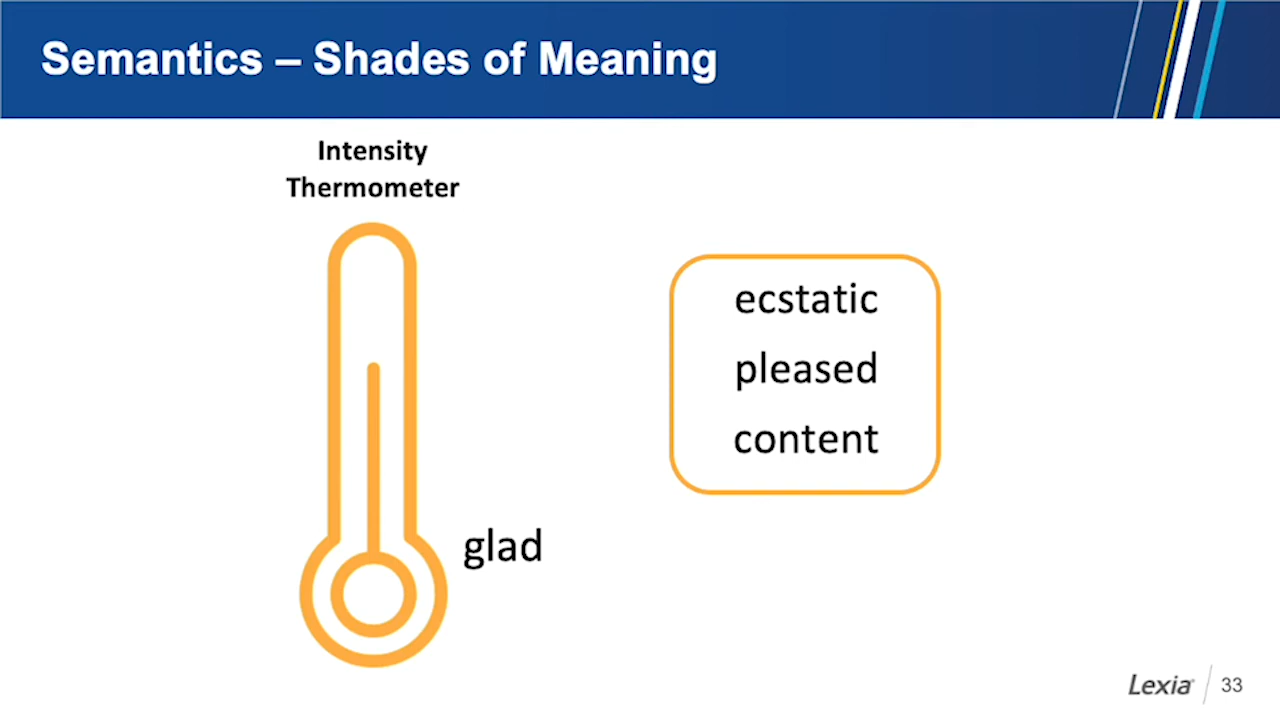 Semantics – Shades of Meaning
Intensity
Thermometer
ecstatic
pleased
content
glad
Lexia
33